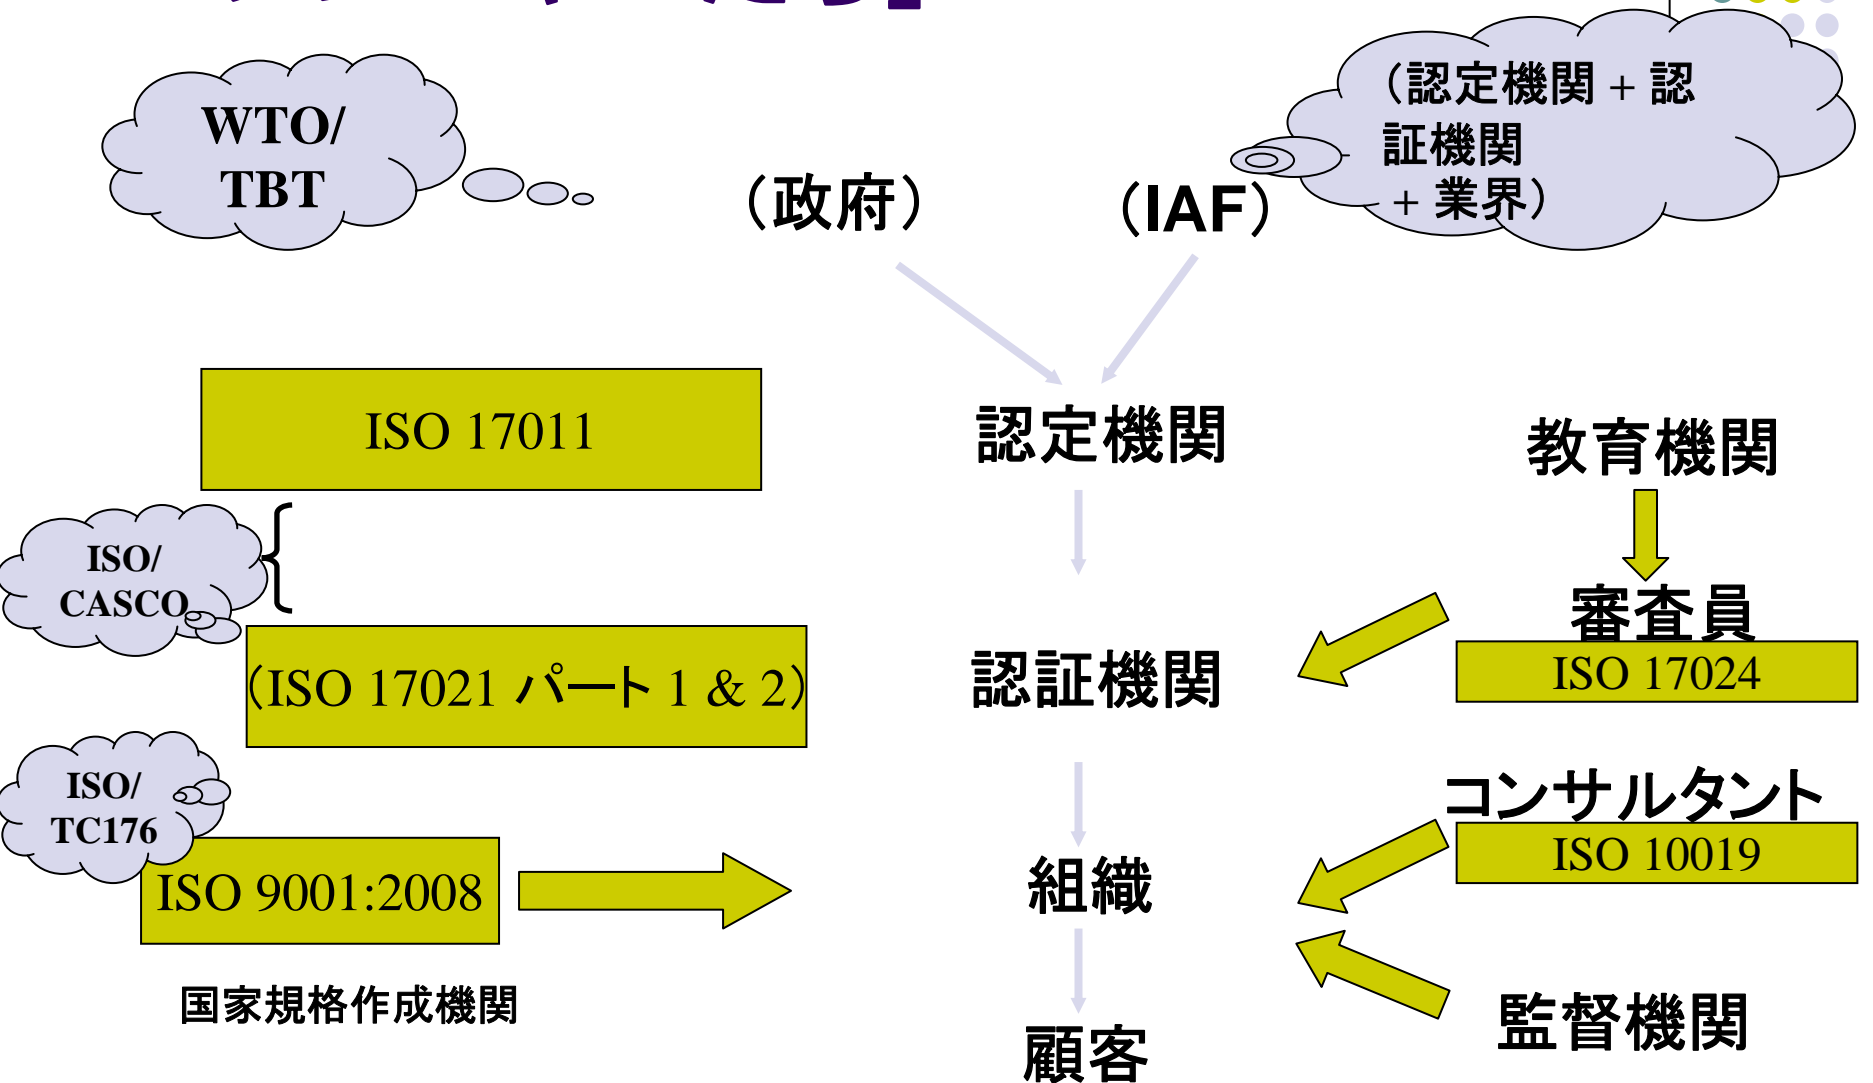 WTO/
TBT
（政府）
（IAF）
（認定機関 + 認
証機関
+ 業界）
ISO 17011
認定機関
教育機関
ISO/
CASCO
審査員
ISO 17024
（ISO 17021 パート 1 & 2）
認証機関
ISO/
TC176
コンサルタント
ISO 10019
ISO 9001:2008
組織
国家規格作成機関
監督機関
顧客